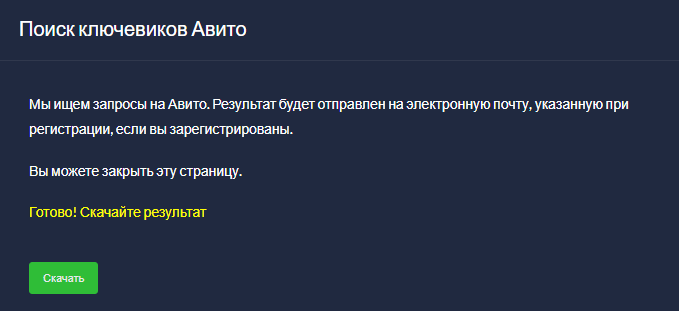 Поиск ключевиков Авито
Мы ищем запросы на Авито. Результат будет отправлен на электронную почту, указанную при
регистрации, если вы зарегистрированы.
Вы можете закрыть эту страницу.
Готово! Скачайте результат
Скачать